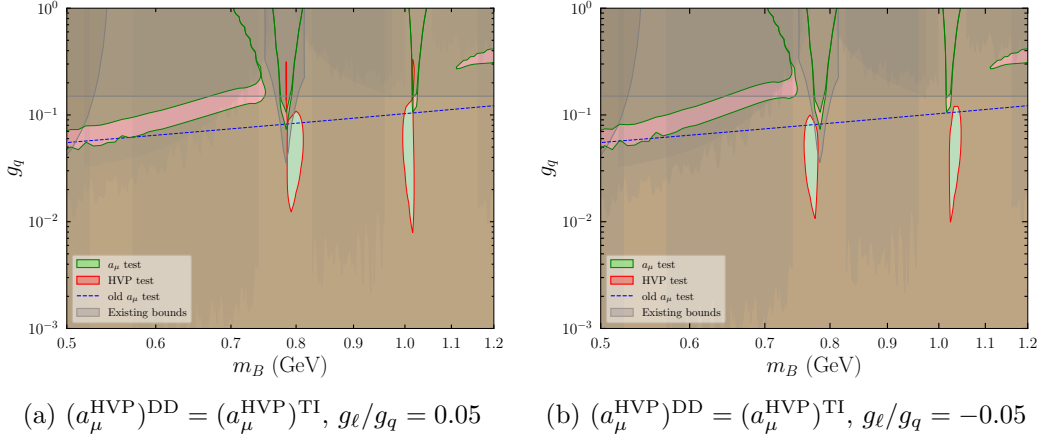 10⁰
10⁻¹
10⁻²
10⁻³
g_q
0.5 0.6 0.7 0.8 0.9 1.0 1.1 1.2
m_B (GeV)
a_μ test
HVP test
old a_μ test
Existing bounds
(a) (a_μ^HVP)^DD = (a_μ^HVP)^TI, g_ℓ/g_q = 0.05
10⁰
10⁻¹
10⁻²
10⁻³
g_q
0.5 0.6 0.7 0.8 0.9 1.0 1.1 1.2
m_B (GeV)
a_μ test
HVP test
old a_μ test
Existing bounds
(b) (a_μ^HVP)^DD = (a_μ^HVP)^TI, g_ℓ/g_q = −0.05